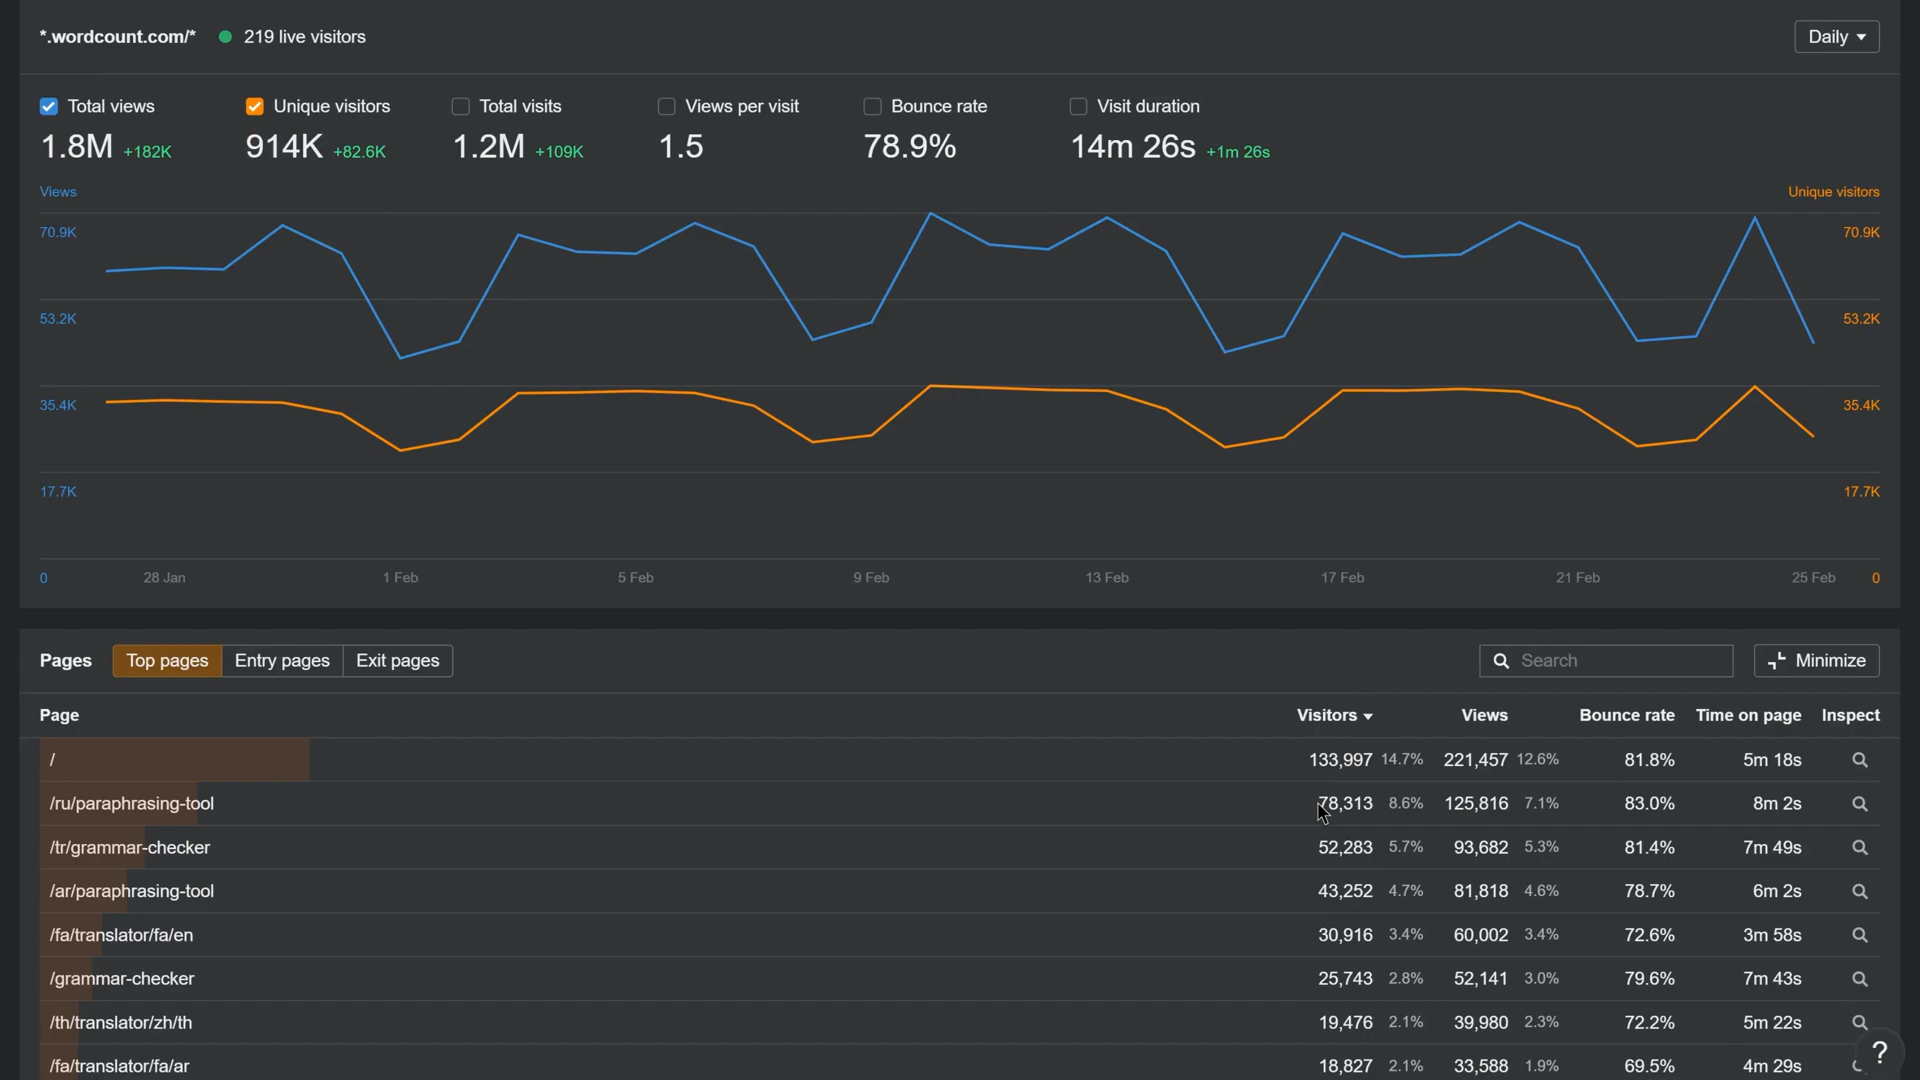 *.wordcount.com/* 219 live visitors Daily
Total views Unique visitors Total visits Views per visit Bounce rate Visit duration
1.8M +182K 914K +82.6K 1.2M +109K 1.5 78.9% 14m 26s +1m 26s
Views Unique visitors
70.9K 70.9K
53.2K 53.2K
35.4K 35.4K
17.7K 17.7K
0 28 Jan 1 Feb 5 Feb 9 Feb 13 Feb 17 Feb 21 Feb 25 Feb 0
Pages Top pages Entry pages Exit pages Search Minimize
Page Visitors Views Bounce rate Time on page Inspect
/ 133,997 14.7% 221,457 12.6% 81.8% 5m 18s
/ru/paraphrasing-tool 78,313 8.6% 125,816 7.1% 83.0% 8m 2s
/tr/grammar-checker 52,283 5.7% 93,682 5.3% 81.4% 7m 49s
/ar/paraphrasing-tool 43,252 4.7% 81,818 4.6% 78.7% 6m 2s
/fa/translator/fa/en 30,916 3.4% 60,002 3.4% 72.6% 3m 58s
/grammar-checker 25,743 2.8% 52,141 3.0% 79.6% 7m 43s
/th/translator/zh/th 19,476 2.1% 39,980 2.3% 72.2% 5m 22s
/fa/translator/fa/ar 18,827 2.1% 33,588 1.9% 69.5% 4m 29s
?